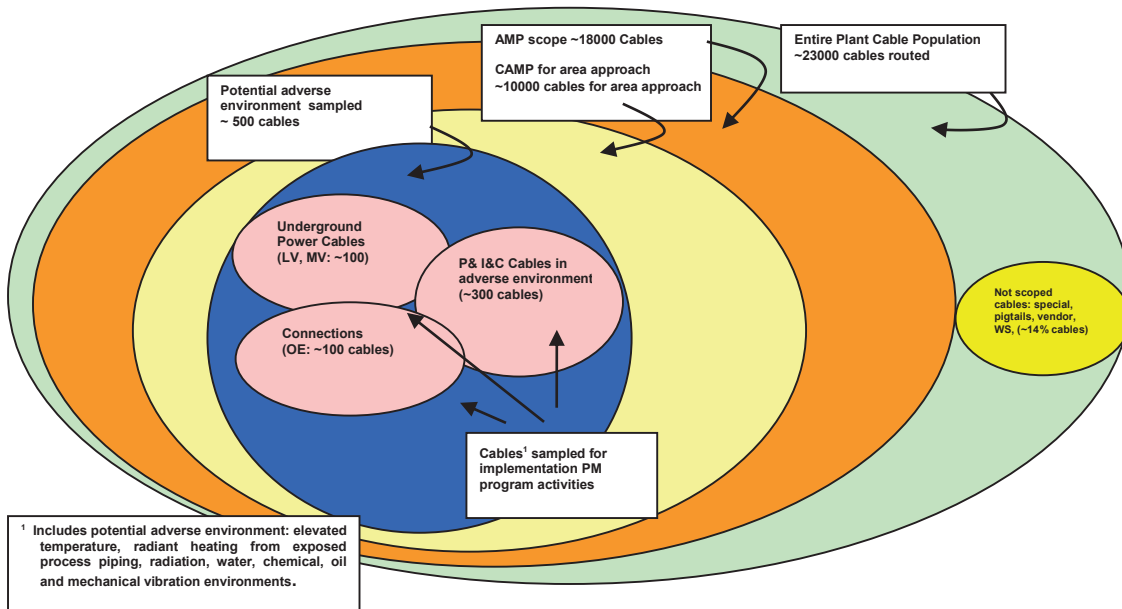 AMP scope ~18000 Cables
CAMP for area approach
~10000 cables for area approach
Entire Plant Cable Population
~23000 cables routed
Potential adverse
environment sampled
~ 500 cables
Underground
Power Cables
(LV, MV: ~100)
P& I&C Cables in
adverse environment
(~300 cables)
Connections
(OE: ~100 cables)
Not scoped
cables: special,
pigtails, vendor,
WS, (~14% cables)
Cables¹ sampled for
implementation PM
program activities
¹ Includes potential adverse environment: elevated
temperature, radiant heating from exposed
process piping, radiation, water, chemical, oil
and mechanical vibration environments.